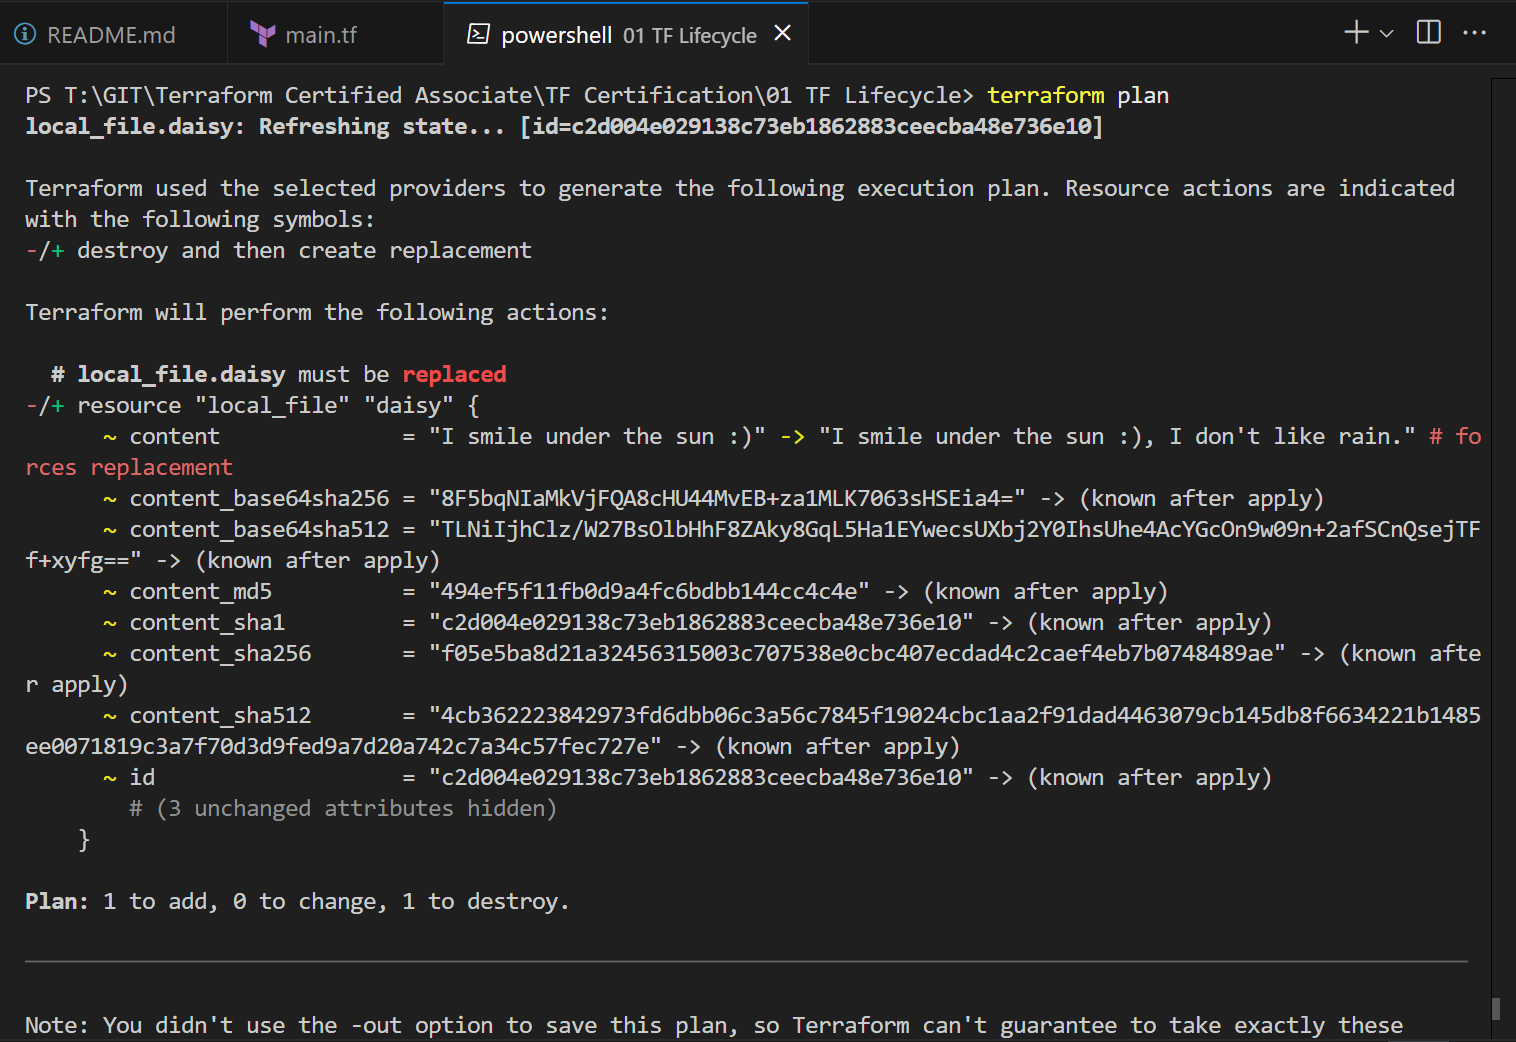 README.md main.tf powershell 01 TF Lifecycle
PS T:\GIT\Terraform Certified Associate\TF Certification\01 TF Lifecycle> terraform plan
local_file.daisy: Refreshing state... [id=c2d004e029138c73eb1862883ceecba48e736e10]
Terraform used the selected providers to generate the following execution plan. Resource actions are indicated
with the following symbols:
-/+ destroy and then create replacement
Terraform will perform the following actions:
# local_file.daisy must be replaced
-/+ resource "local_file" "daisy" {
~ content = "I smile under the sun :)" -> "I smile under the sun :), I don't like rain." # fo
rces replacement
~ content_base64sha256 = "8F5bqNIaMkVjFQA8cHU44MvEB+za1MLK7063sHSEia4=" -> (known after apply)
~ content_base64sha512 = "TLNiIjhClz/W27BsOlbHhF8ZAky8GqL5Ha1EYwecsUXbj2Y0IhsUhe4AcYGcOn9w09n+2afSCnQsejTF
f+xyfg==" -> (known after apply)
~ content_md5 = "494ef5f11fb0d9a4fc6bdbb144cc4c4e" -> (known after apply)
~ content_sha1 = "c2d004e029138c73eb1862883ceecba48e736e10" -> (known after apply)
~ content_sha256 = "f05e5ba8d21a32456315003c707538e0cbc407ecdad4c2caef4eb7b0748489ae" -> (known afte
r apply)
~ content_sha512 = "4cb362223842973fd6dbb06c3a56c7845f19024cbc1aa2f91dad4463079cb145db8f6634221b1485
ee0071819c3a7f70d3d9fed9a7d20a742c7a34c57fec727e" -> (known after apply)
~ id = "c2d004e029138c73eb1862883ceecba48e736e10" -> (known after apply)
# (3 unchanged attributes hidden)
}
Plan: 1 to add, 0 to change, 1 to destroy.
Note: You didn't use the -out option to save this plan, so Terraform can't guarantee to take exactly these